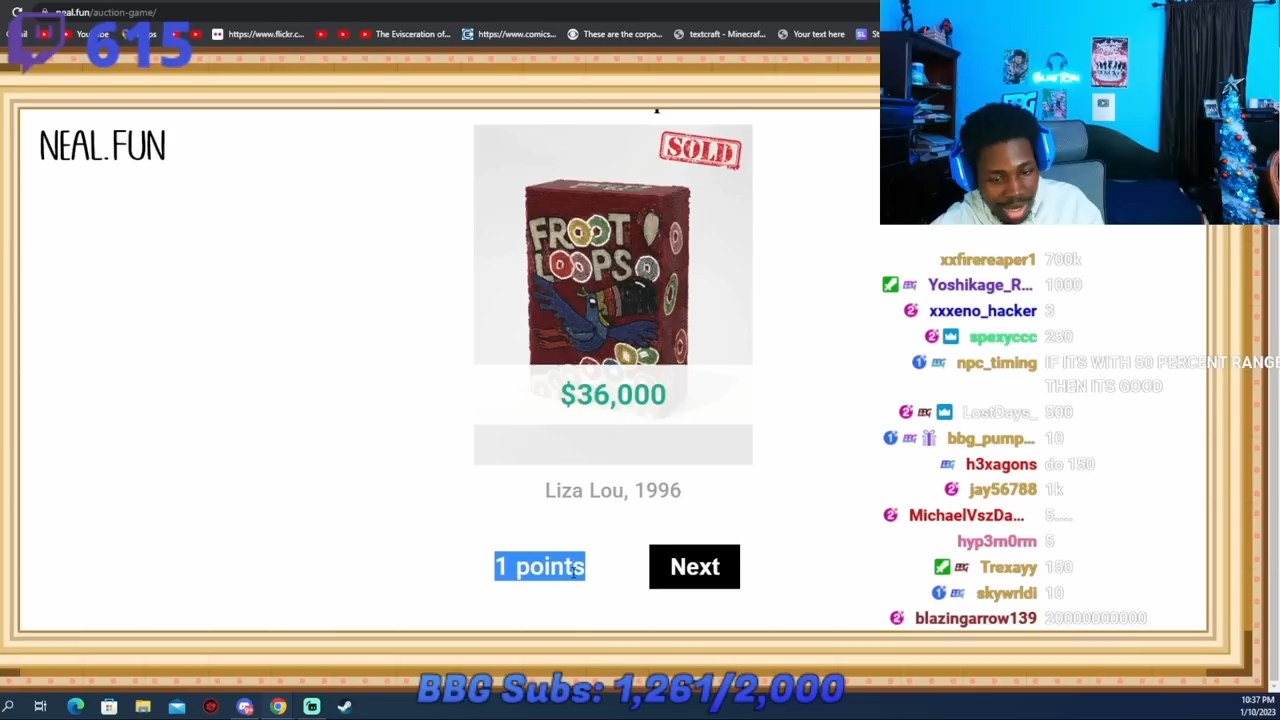 neal.fun/auction-game/
615
https://www.flickr.co...
The Evisceration of...
https://www.comics...
These are the corpo...
textcraft - Minecraf...
Your text here
NEAL.FUN
SOLD
FROOT
LOOPS
$36,000
Liza Lou, 1996
1 points
Next
xxfirereaper1 700k
Yoshikage_R... 1000
xxxeno_hacker 3
spexyccc 230
npc_timing IF ITS WITH 50 PERCENT RANGE
THEN ITS GOOD
LostDays_ 500
bbg_pump... 10
h3xagons do 150
jay56788 1k
MichaelVszDa... 5....
hyp3rn0rm 5
Trexayy 150
skywrldi 10
blazingarrow139 20000000000
BBG Subs: 1,261/2,000
10:37 PM
1/10/2023